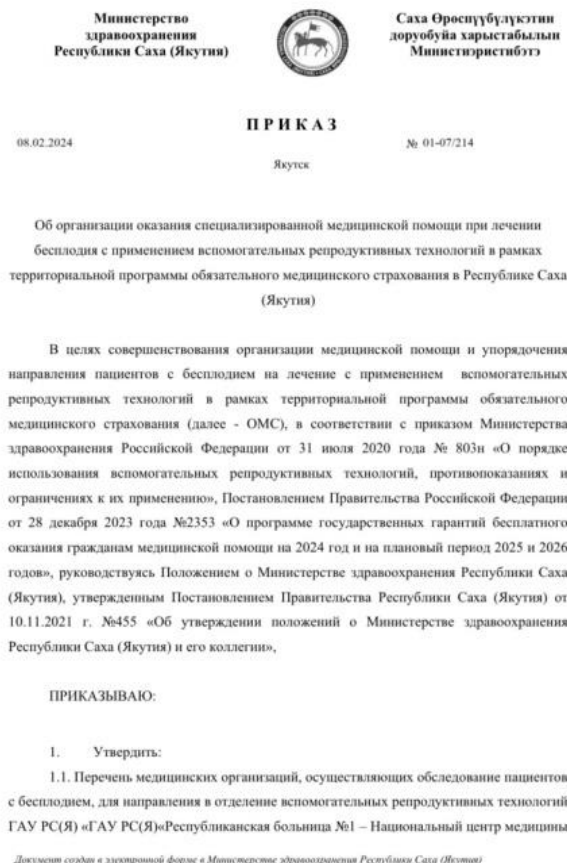 Министерство
здравоохранения
Республики Саха (Якутия)
Саха Өрөспүүбүлүкэтин
доруобуйа харыстабылын
Министиэристибэтэ
П Р И К А З
08.02.2024
№ 01-07/214
Якутск
Об организации оказания специализированной медицинской помощи при лечении
бесплодия с применением вспомогательных репродуктивных технологий в рамках
территориальной программы обязательного медицинского страхования в Республике Саха
(Якутия)
В целях совершенствования организации медицинской помощи и упорядочения
направления пациентов с бесплодием на лечение с применением вспомогательных
репродуктивных технологий в рамках территориальной программы обязательного
медицинского страхования (далее - ОМС), в соответствии с приказом Министерства
здравоохранения Российской Федерации от 31 июля 2020 года № 803н «О порядке
использования вспомогательных репродуктивных технологий, противопоказаниях и
ограничениях к их применению», Постановлением Правительства Российской Федерации
от 28 декабря 2023 года №2353 «О программе государственных гарантий бесплатного
оказания гражданам медицинской помощи на 2024 год и на плановый период 2025 и 2026
годов», руководствуясь Положением о Министерстве здравоохранения Республики Саха
(Якутия), утвержденным Постановлением Правительства Республики Саха (Якутия) от
10.11.2021 г. №455 «Об утверждении положений о Министерстве здравоохранения
Республики Саха (Якутия) и его коллегии»,
ПРИКАЗЫВАЮ:
1. Утвердить:
1.1. Перечень медицинских организаций, осуществляющих обследование пациентов
с бесплодием, для направления в отделение вспомогательных репродуктивных технологий
ГАУ РС(Я) «ГАУ РС(Я)«Республиканская больница №1 – Национальный центр медицины
Документ создан в электронной форме в Министерстве здравоохранения Республики Саха (Якутия)